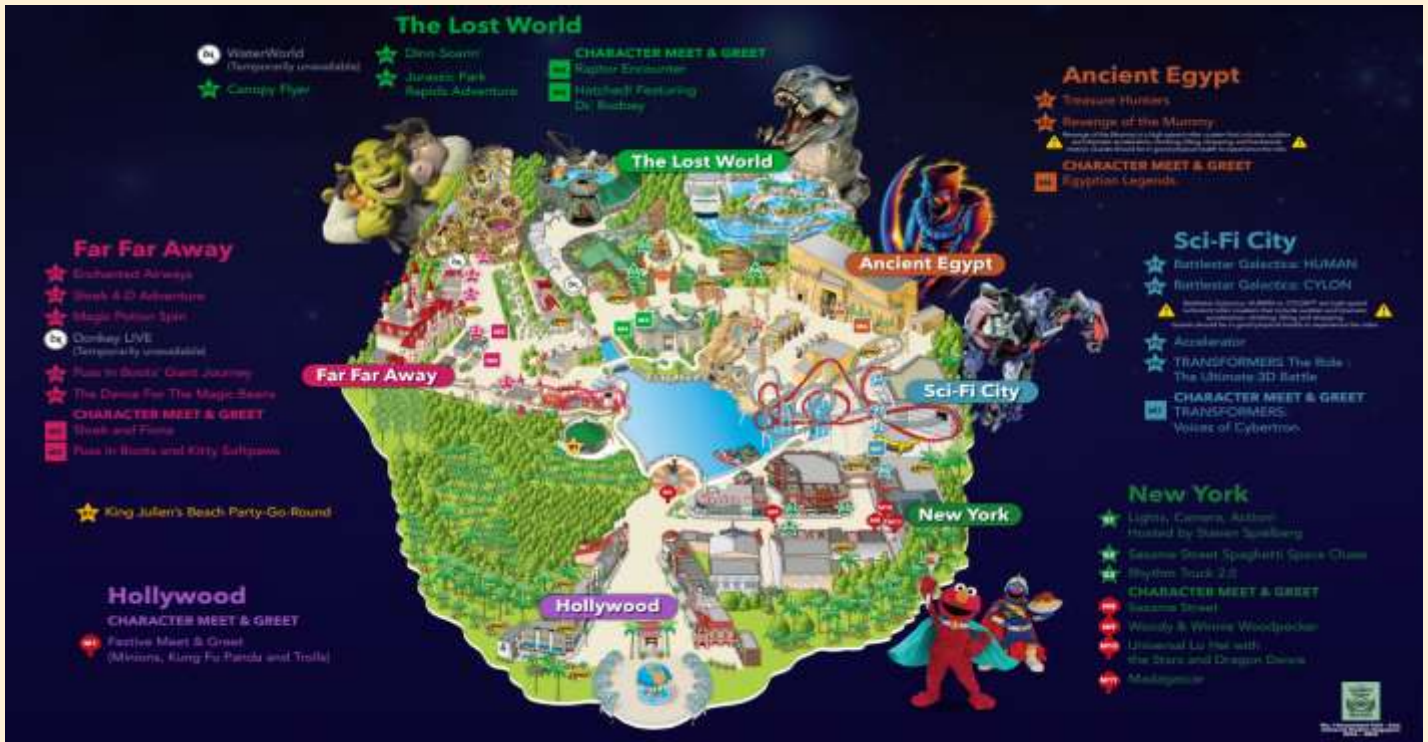 The Lost World
WaterWorld
(Temporarily unavailable)
Canopy Flyer
Dino-Soarin'
Jurassic Park
Rapids Adventure
CHARACTER MEET & GREET
Raptor Encounter
Hatched! Featuring
Dr. Rodney
Ancient Egypt
Treasure Hunters
Revenge of the Mummy
CHARACTER MEET & GREET
Egyptian Legends
Far Far Away
Enchanted Airways
Shrek 4-D Adventure
Magic Potion Spin
Donkey LIVE
(Temporarily unavailable)
Puss In Boots' Giant Journey
The Dance For The Magic Beans
CHARACTER MEET & GREET
Shrek and Fiona
Puss In Boots and Kitty Softpaws
Sci-Fi City
Battlestar Galactica: HUMAN
Battlestar Galactica: CYLON
Accelerator
TRANSFORMERS The Ride :
The Ultimate 3D Battle
CHARACTER MEET & GREET
TRANSFORMERS:
Voices of Cybertron
King Julien's Beach Party-Go-Round
Hollywood
CHARACTER MEET & GREET
Festive Meet & Greet
(Minions, Kung Fu Panda and Trolls)
New York
Lights, Camera, Action!
Hosted by Steven Spielberg
Sesame Street Spaghetti Space Chase
Rhythm Truck 2.0
CHARACTER MEET & GREET
Sesame Street
Woody & Winnie Woodpecker
Universal Lo Hei with
the Stars and Dragon Dance
Madagascar
The Lost World
Ancient Egypt
Far Far Away
Sci-Fi City
New York
Hollywood